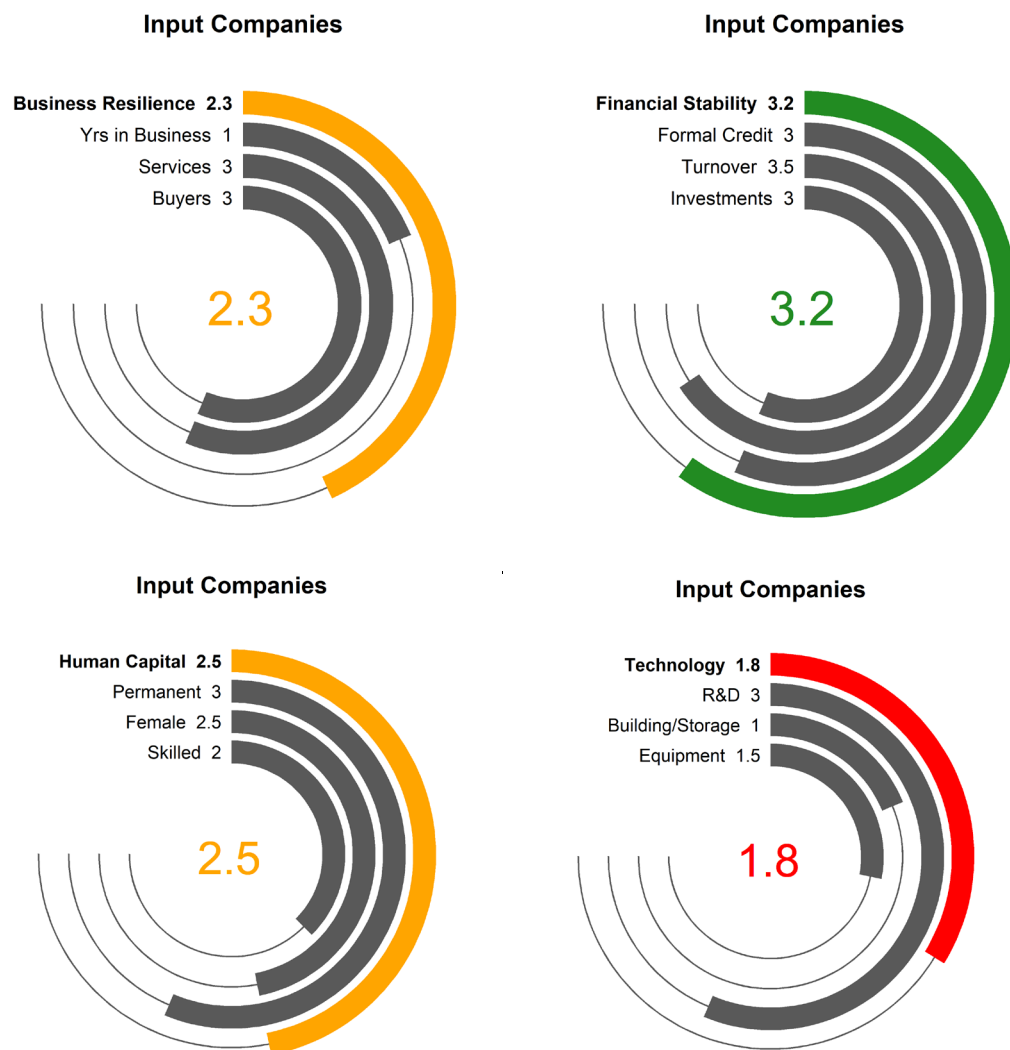 Input Companies
Business Resilience 2.3
Yrs in Business 1
Services 3
Buyers 3
2.3
Input Companies
Financial Stability 3.2
Formal Credit 3
Turnover 3.5
Investments 3
3.2
Input Companies
Human Capital 2.5
Permanent 3
Female 2.5
Skilled 2
2.5
Input Companies
Technology 1.8
R&D 3
Building/Storage 1
Equipment 1.5
1.8